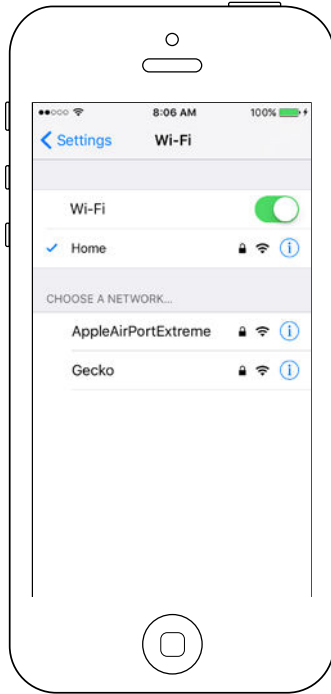 8:06 AM 100%
Settings Wi-Fi
Wi-Fi
Home
CHOOSE A NETWORK...
AppleAirPortExtreme
Gecko